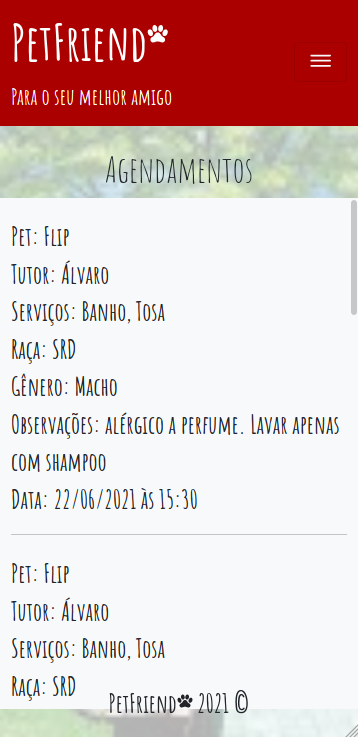 PetFriend
Para o seu melhor amigo
Agendamentos
Pet: Flip
Tutor: Álvaro
Serviços: Banho, Tosa
Raça: SRD
Gênero: Macho
Observações: alérgico a perfume. Lavar apenas
com shampoo
Data: 22/06/2021 às 15:30
Pet: Flip
Tutor: Álvaro
Serviços: Banho, Tosa
Raça: SRD
PetFriend 2021 ©